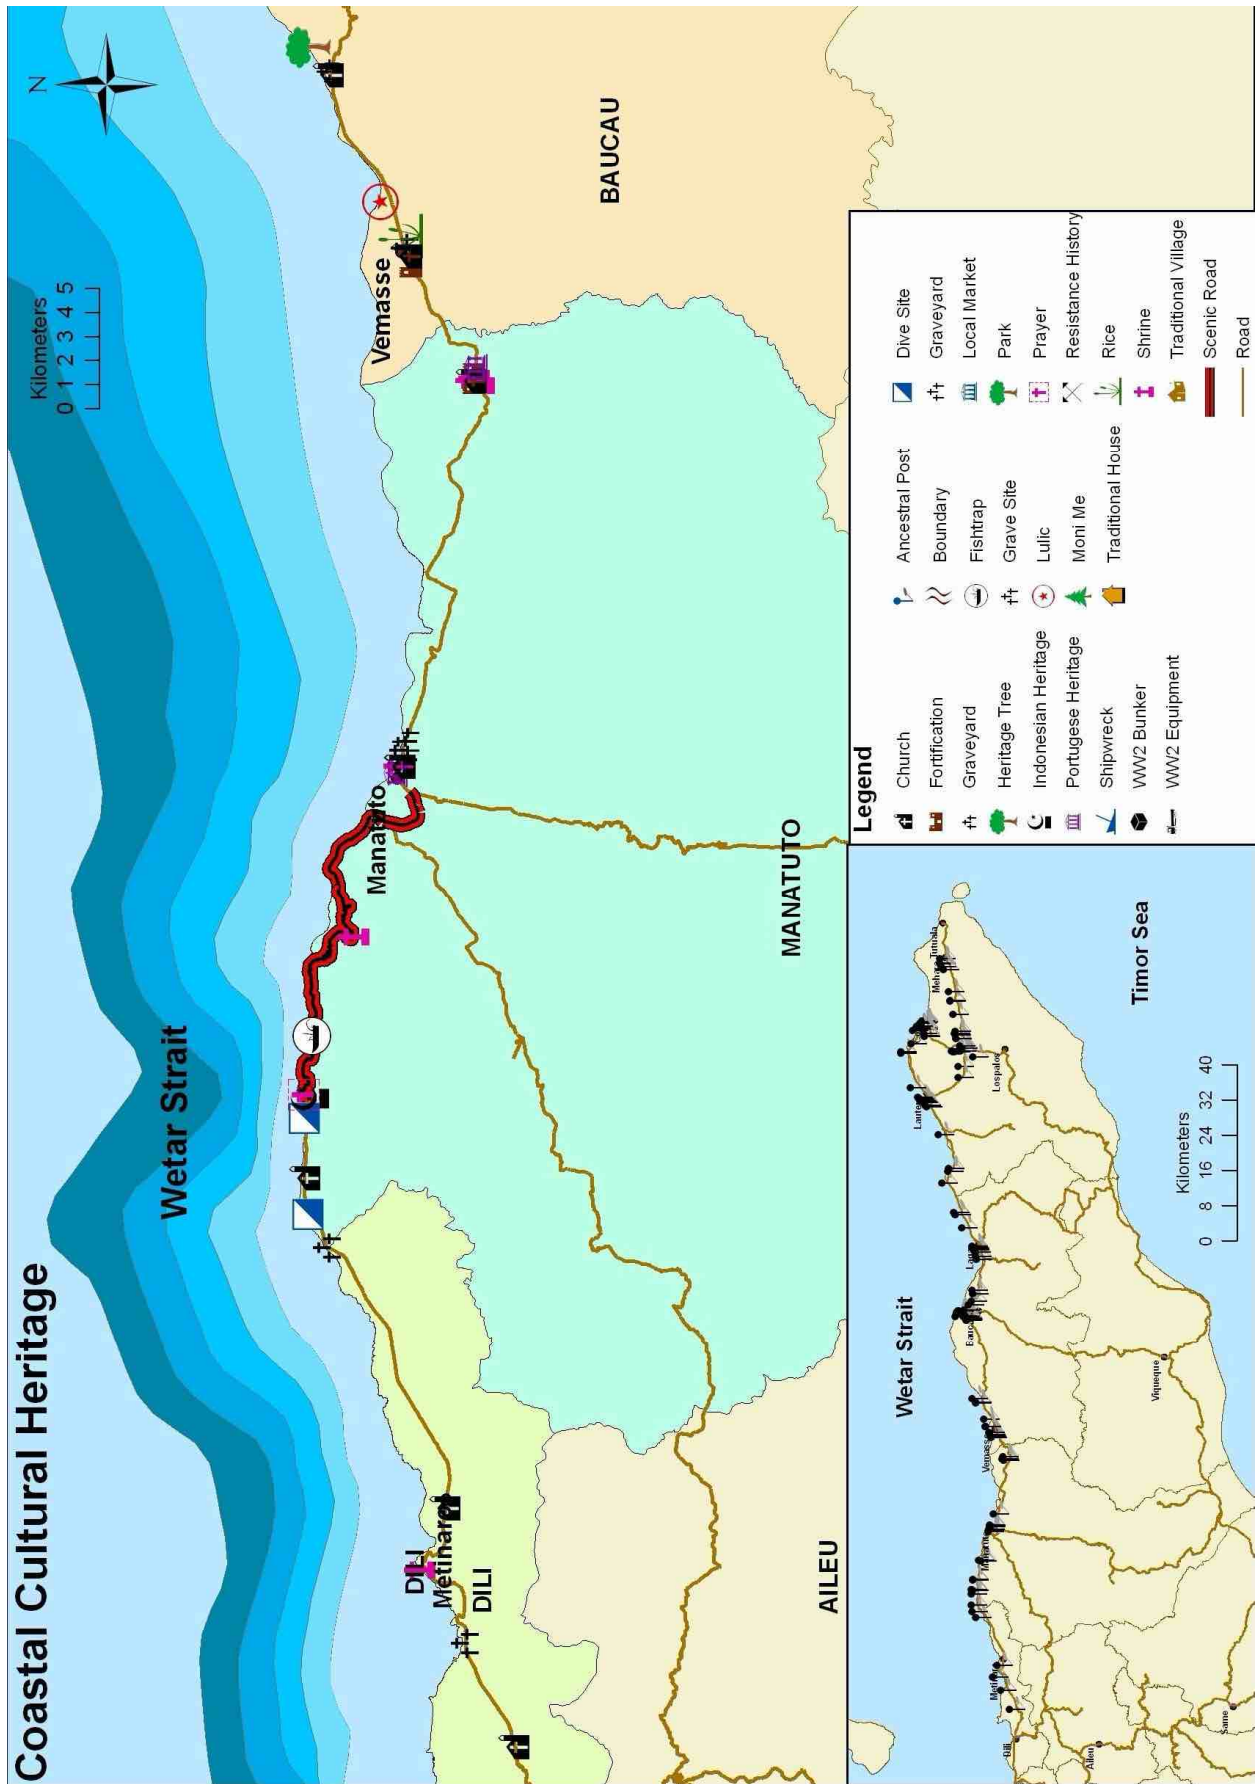 Coastal Cultural Heritage
N
Kilometers
0 1 2 3 4 5
Wetar Strait
DILI
Metinaro
DILI
Manatuto
Vemasse
AILEU
MANATUTO
BAUCAU
Wetar Strait
Dili
Aileu
Same
Manatuto
Vemasse
Viqueque
Lospalos
Tutuala
Kilometers
0 8 16 24 32 40
Timor Sea
Legend
Church
Fortification
Graveyard
Heritage Tree
Indonesian Heritage
Portugese Heritage
Shipwreck
WW2 Bunker
WW2 Equipment
Ancestral Post
Boundary
Fishtrap
Grave Site
Lulic
Moni Me
Traditional House
Dive Site
Graveyard
Local Market
Park
Prayer
Resistance History
Rice
Shrine
Traditional Village
Scenic Road
Road